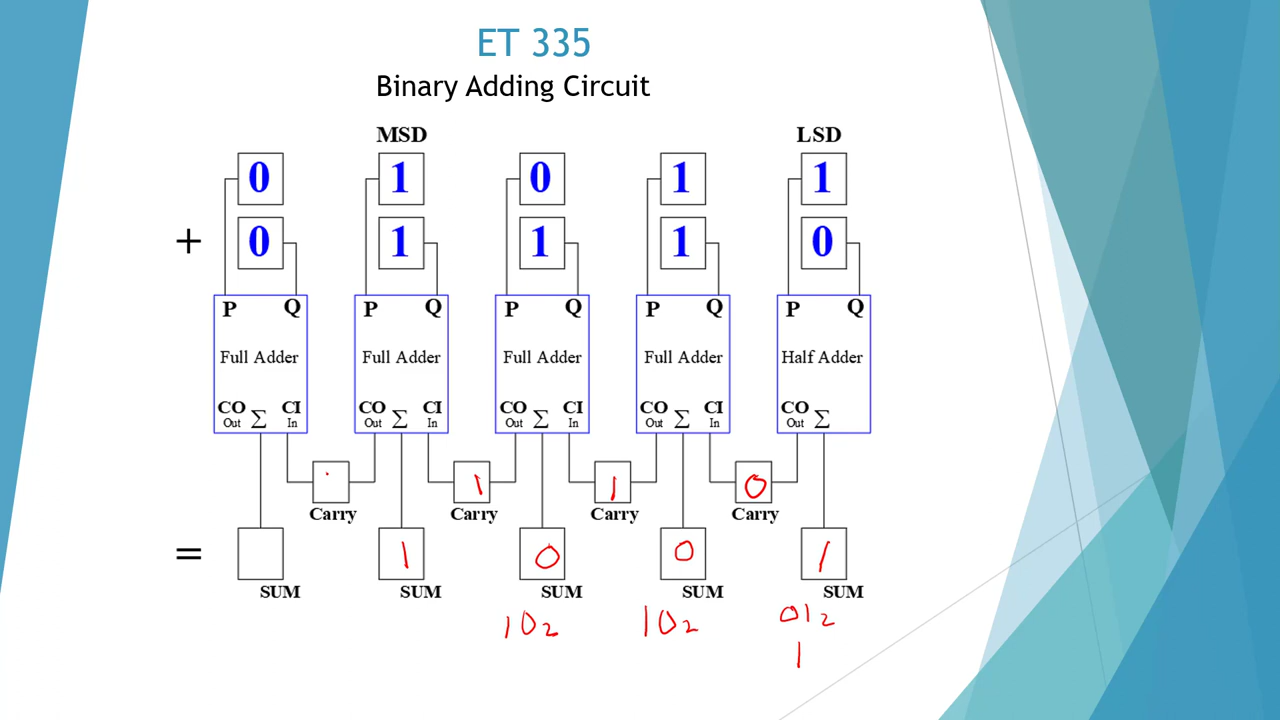 ET 335
Binary Adding Circuit
MSD LSD
0 1 0 1 1
+ 0 1 1 1 0
P Q P Q P Q P Q P Q
Full Adder Full Adder Full Adder Full Adder Half Adder
CO Σ CI CO Σ CI CO Σ CI CO Σ CI CO Σ
Out In Out In Out In Out In Out
1 1 0
Carry Carry Carry Carry
= 1 0 0 1
SUM SUM SUM SUM SUM
10₂ 10₂ 01₂
1